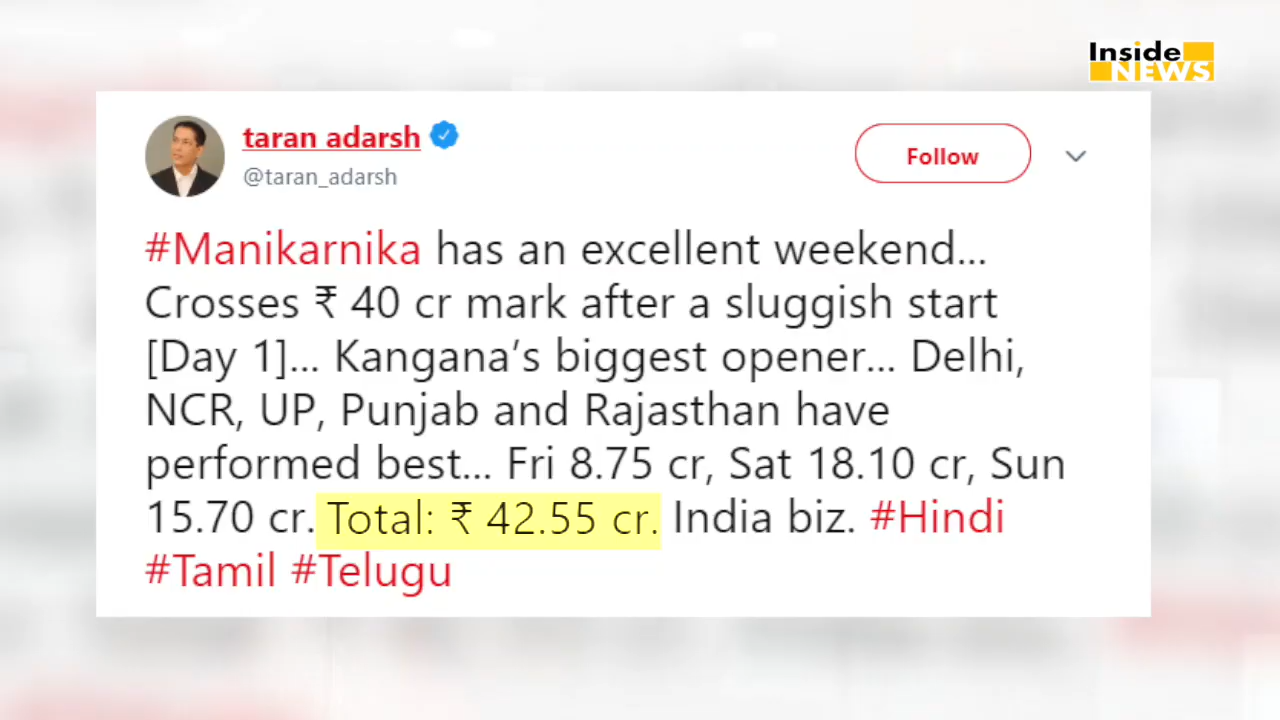 Inside
NEWS
taran adarsh
@taran_adarsh
Follow
#Manikarnika has an excellent weekend...
Crosses ₹ 40 cr mark after a sluggish start
[Day 1]... Kangana’s biggest opener... Delhi,
NCR, UP, Punjab and Rajasthan have
performed best... Fri 8.75 cr, Sat 18.10 cr, Sun
15.70 cr. Total: ₹ 42.55 cr. India biz. #Hindi
#Tamil #Telugu